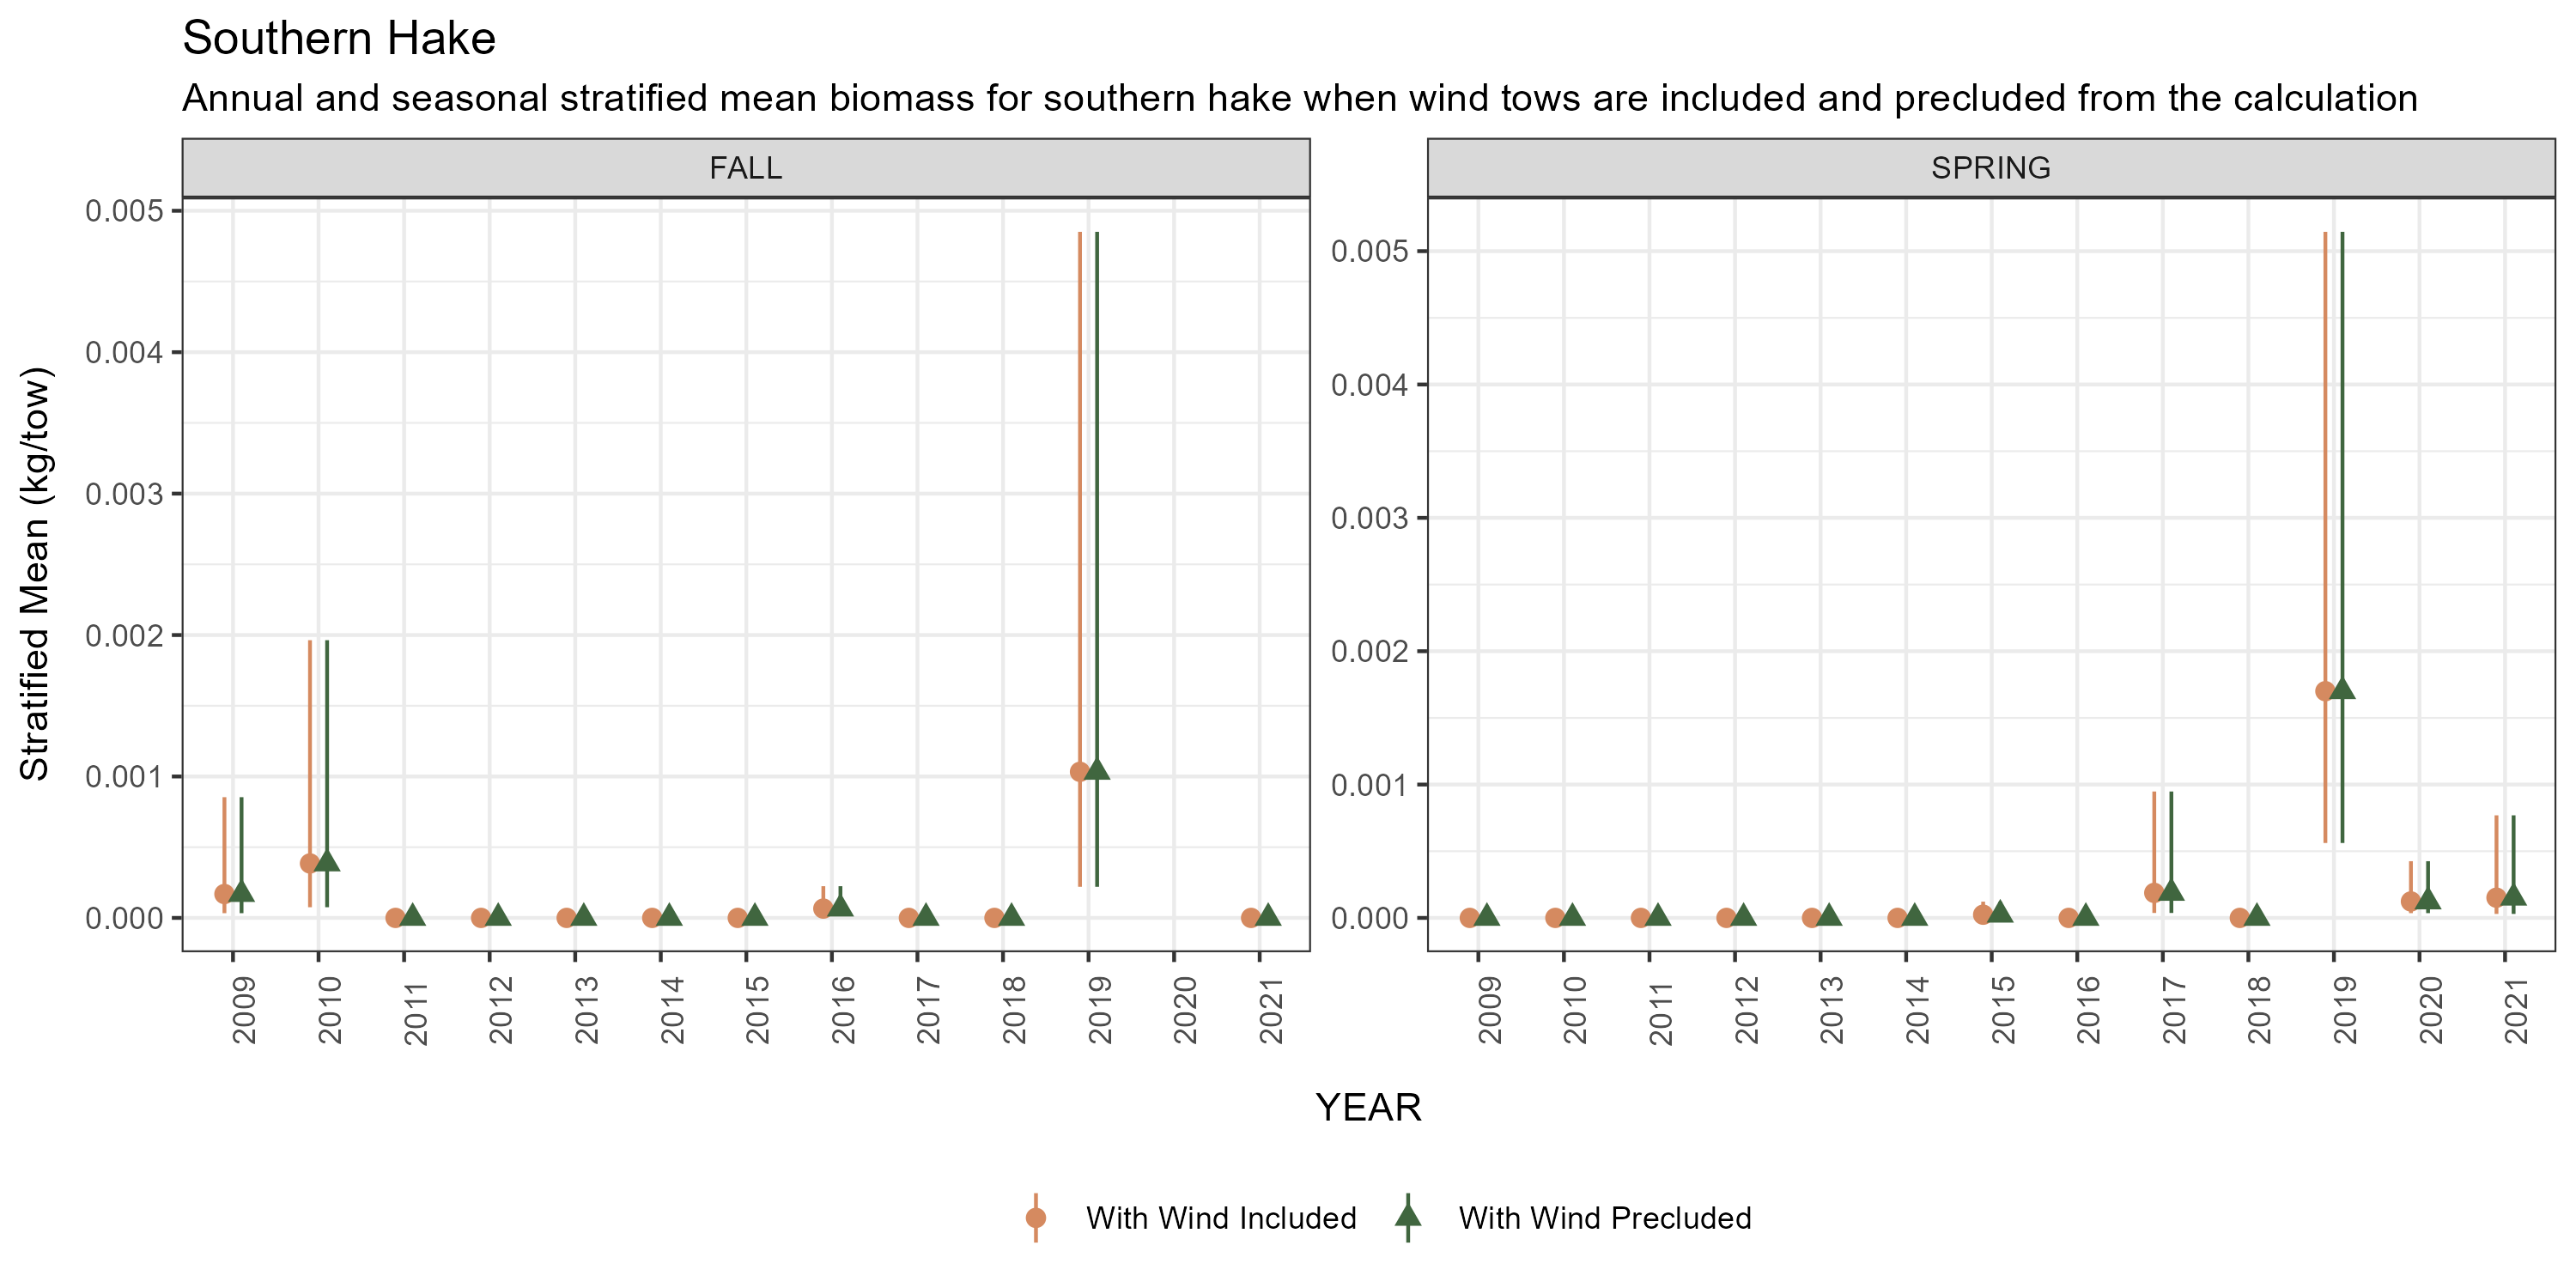 Southern Hake
Annual and seasonal stratified mean biomass for southern hake when wind tows are included and precluded from the calculation
FALL
SPRING
Stratified Mean (kg/tow)
0.005
0.004
0.003
0.002
0.001
0.000
0.005
0.004
0.003
0.002
0.001
0.000
2009 2010 2011 2012 2013 2014 2015 2016 2017 2018 2019 2020 2021
2009 2010 2011 2012 2013 2014 2015 2016 2017 2018 2019 2020 2021
YEAR
With Wind Included
With Wind Precluded